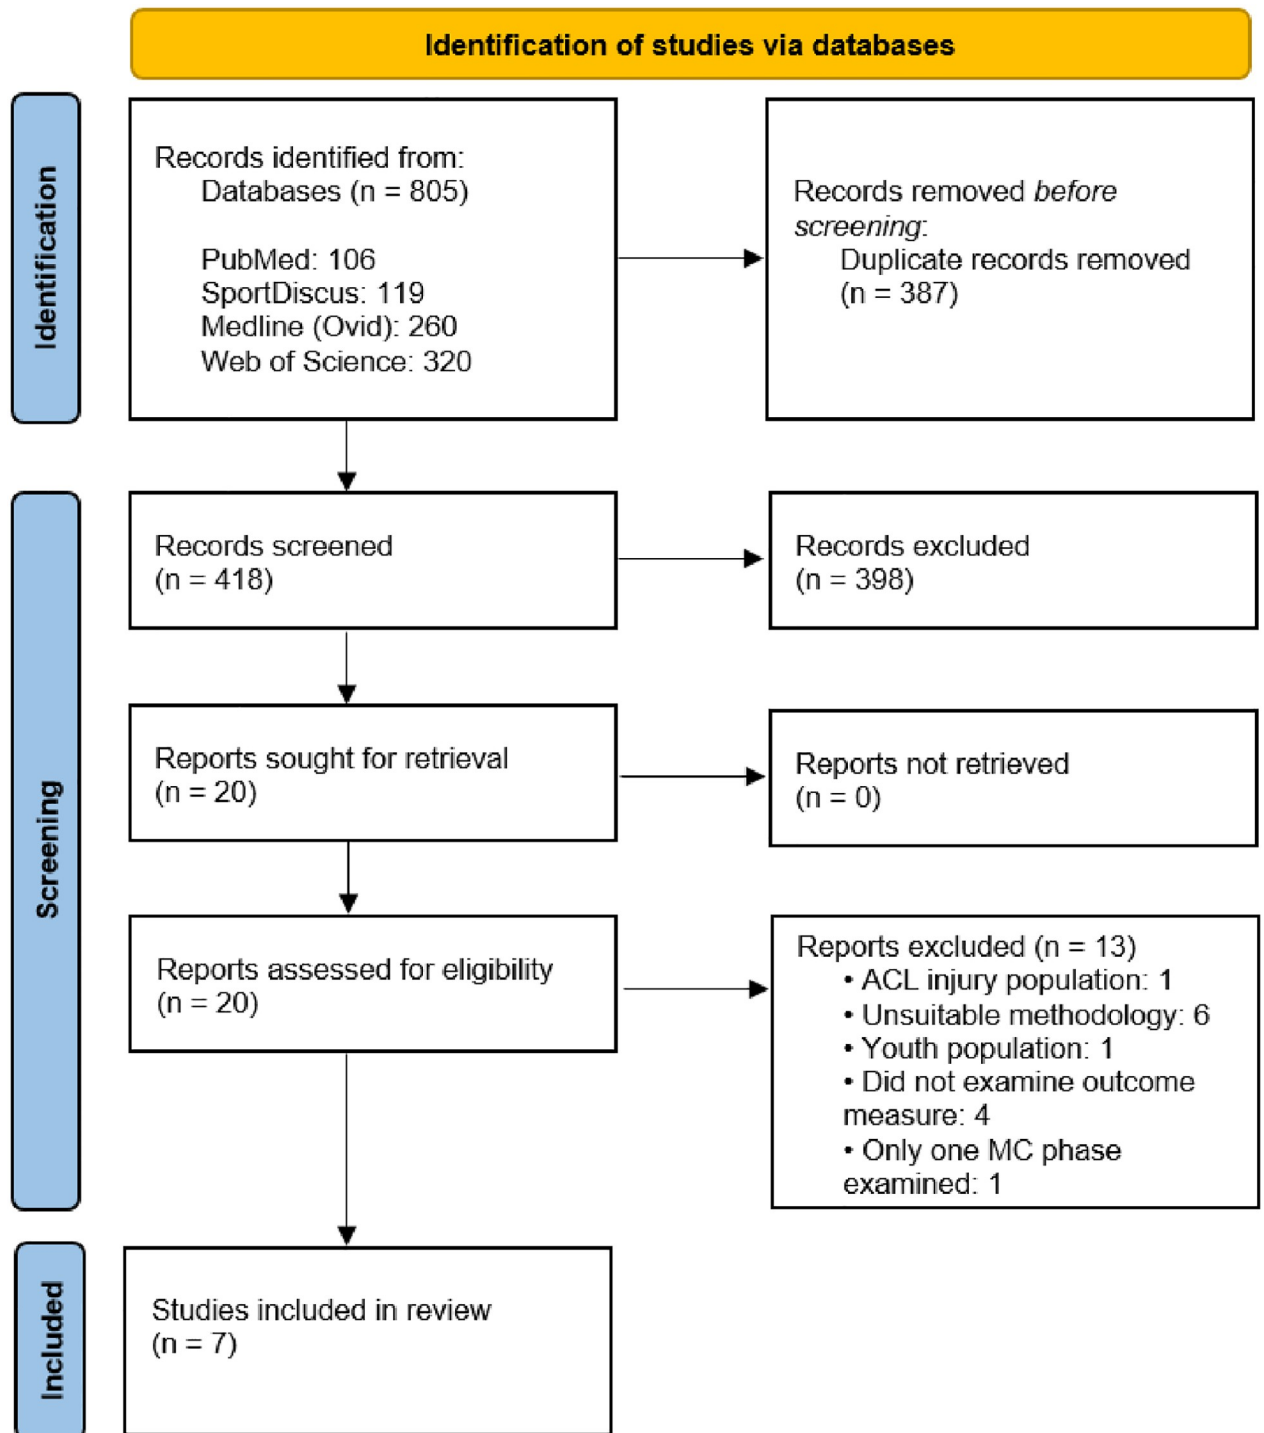 Identification of studies via databases
Identification
Records identified from:
Databases (n = 805)
PubMed: 106
SportDiscus: 119
Medline (Ovid): 260
Web of Science: 320
Records removed before
screening:
Duplicate records removed
(n = 387)
Screening
Records screened
(n = 418)
Records excluded
(n = 398)
Reports sought for retrieval
(n = 20)
Reports not retrieved
(n = 0)
Reports assessed for eligibility
(n = 20)
Reports excluded (n = 13)
• ACL injury population: 1
• Unsuitable methodology: 6
• Youth population: 1
• Did not examine outcome
measure: 4
• Only one MC phase
examined: 1
Included
Studies included in review
(n = 7)